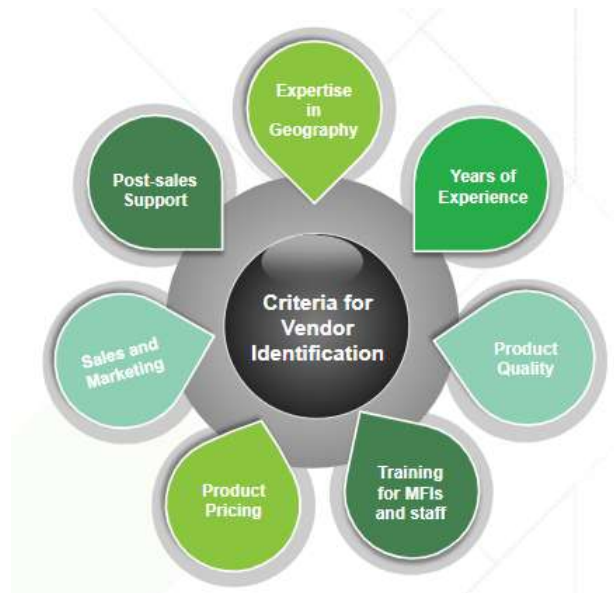 Expertise
in
Geography
Years of
Experience
Product
Quality
Training
for MFIs
and staff
Product
Pricing
Sales and
Marketing
Post-sales
Support
Criteria for
Vendor
Identification